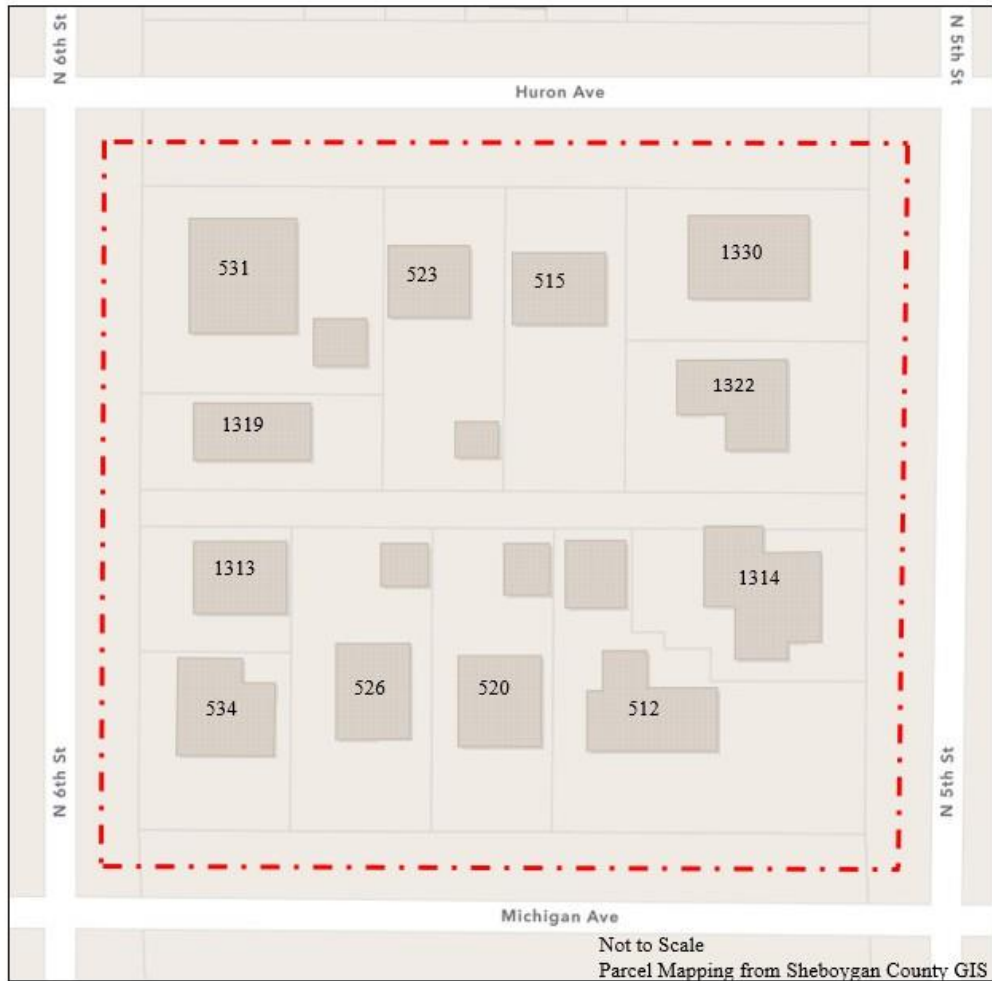 N 6th St
N 5th St
Huron Ave
531
523
515
1330
1322
1319
1313
1314
534
526
520
512
N 6th St
N 5th St
Michigan Ave
Not to Scale
Parcel Mapping from Sheboygan County GIS